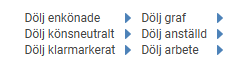 Dölj enkönade
Dölj graf
Dölj könsneutralt
Dölj anställd
Dölj klarmarkerat
Dölj arbete